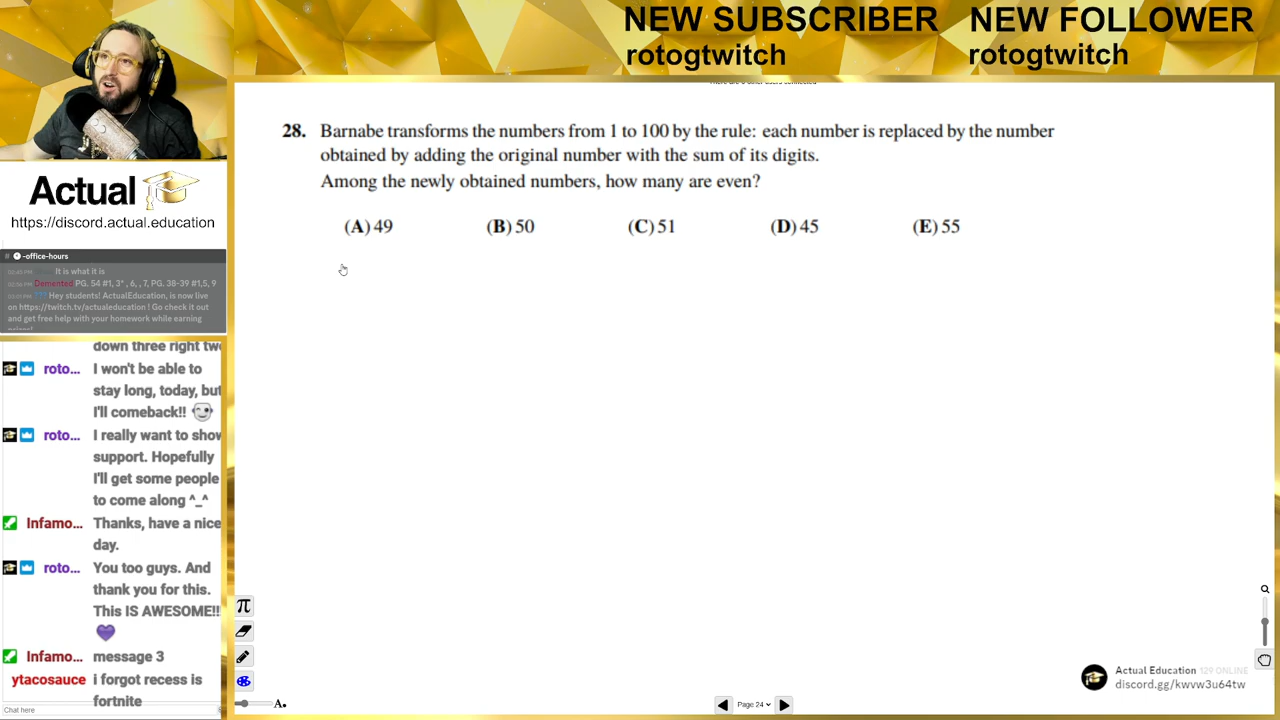 NEW SUBSCRIBER
rotogtwitch
NEW FOLLOWER
rotogtwitch
28. Barnabe transforms the numbers from 1 to 100 by the rule: each number is replaced by the number
obtained by adding the original number with the sum of its digits.
Among the newly obtained numbers, how many are even?
(A) 49 (B) 50 (C) 51 (D) 45 (E) 55
Actual
https://discord.actual.education
# -office-hours
It is what it is
Demented PG. 54 #1, 3* , 6, , 7, PG. 38-39 #1,5, 9
Hey students! ActualEducation, is now live
on https://twitch.tv/actualeducation ! Go check it out
and get free help with your homework while earning
down three right two
roto... I won't be able to
stay long, today, but
I'll comeback!!
roto... I really want to show
support. Hopefully
I'll get some people
to come along ^_^
Infamo... Thanks, have a nice
day.
roto... You too guys. And
thank you for this.
This IS AWESOME!!
Infamo... message 3
ytacosauce i forgot recess is
fortnite
Chat here
π
A.
Page 24
Actual Education 129 ONLINE
discord.gg/kwvw3u64tw